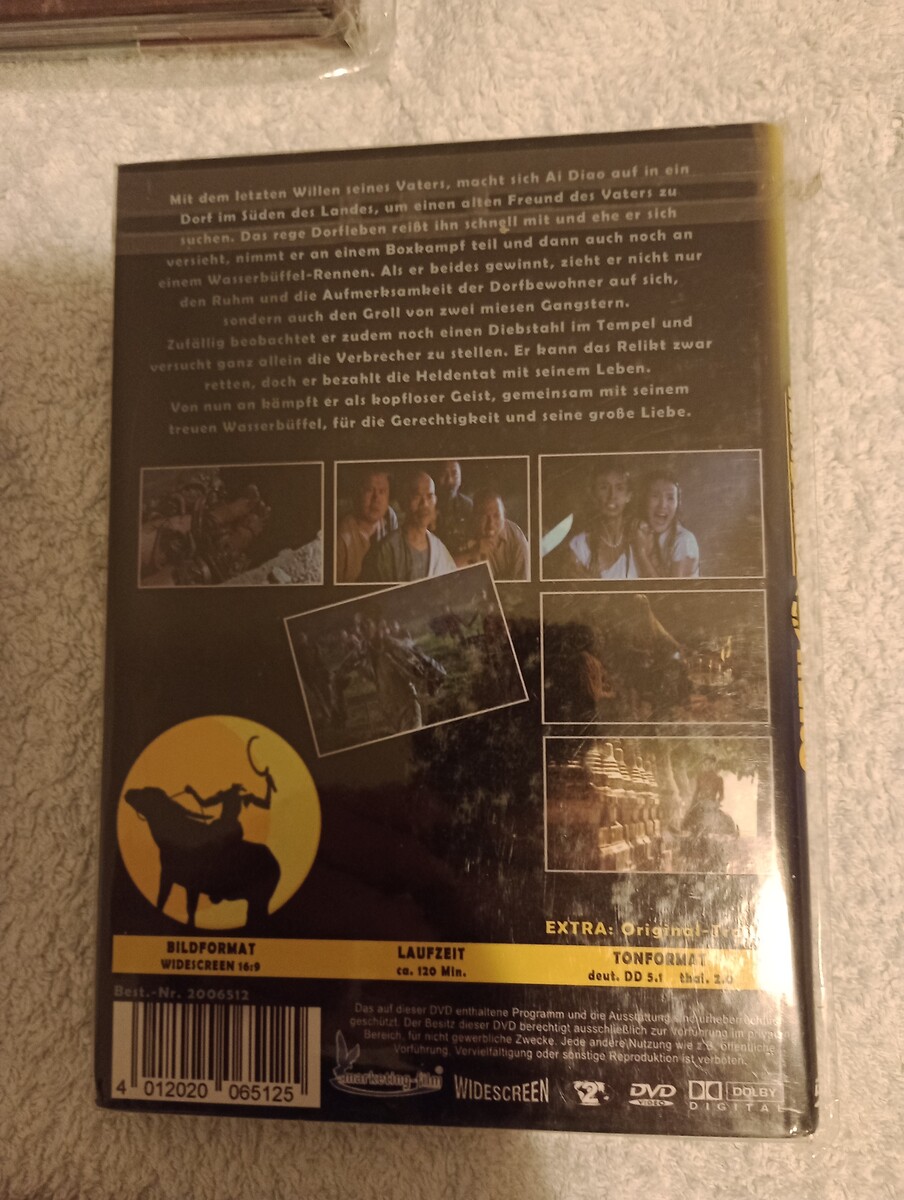 Mit dem letzten Willen seines Vaters, macht sich Ai Diao auf in ein
Dorf im Süden des Landes, um einen alten Freund des Vaters zu
suchen. Das rege Dorfleben reißt ihn schnell mit und ehe er sich
versieht, nimmt er an einem Boxkampf teil und dann auch noch an
einem Wasserbüffel-Rennen. Als er beides gewinnt, zieht er nicht nur
den Ruhm und die Aufmerksamkeit der Dorfbewohner auf sich,
sondern auch den Groll von zwei miesen Gangstern.
Zufällig beobachtet er zudem noch einen Diebstahl im Tempel und
versucht ganz allein die Verbrecher zu stellen. Er kann das Relikt zwar
retten, doch er bezahlt die Heldentat mit seinem Leben.
Von nun an kämpft er als kopfloser Geist, gemeinsam mit seinem
treuen Wasserbüffel, für die Gerechtigkeit und seine große Liebe.
EXTRA: Original-
BILDFORMAT
WIDESCREEN 16:9
LAUFZEIT
ca. 120 Min.
TONFORMAT
deut. DD 5.1 thai. 2.0
Best.-Nr. 2006512
4 012020 065125
Das auf dieser DVD enthaltene Programm und die Ausstattung sind
geschützt. Der Besitz dieser DVD berechtigt ausschließlich zur Vorführung im
Bereich, für nicht gewerbliche Zwecke. Jede andere Nutzung wie z.B. öffentliche
Vorführung, Vervielfältigung oder sonstige Reproduktion ist verboten.
marketing-film
WIDESCREEN
2
DVD
VIDEO
DOLBY
DIGITAL